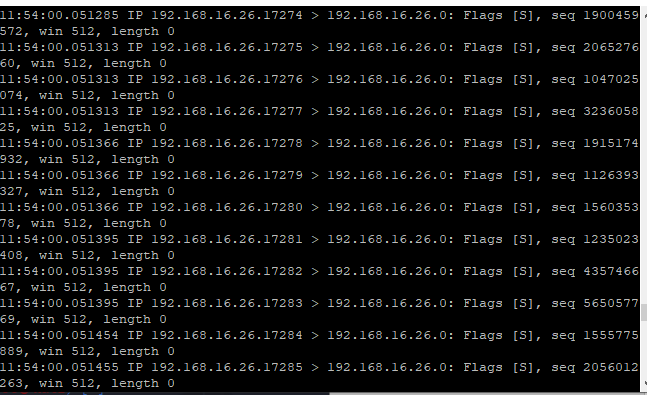 11:54:00.051285 IP 192.168.16.26.17274 > 192.168.16.26.0: Flags [S], seq 1900459
572, win 512, length 0
11:54:00.051313 IP 192.168.16.26.17275 > 192.168.16.26.0: Flags [S], seq 2065276
60, win 512, length 0
11:54:00.051313 IP 192.168.16.26.17276 > 192.168.16.26.0: Flags [S], seq 1047025
074, win 512, length 0
11:54:00.051313 IP 192.168.16.26.17277 > 192.168.16.26.0: Flags [S], seq 3236058
25, win 512, length 0
11:54:00.051366 IP 192.168.16.26.17278 > 192.168.16.26.0: Flags [S], seq 1915174
932, win 512, length 0
11:54:00.051366 IP 192.168.16.26.17279 > 192.168.16.26.0: Flags [S], seq 1126393
327, win 512, length 0
11:54:00.051366 IP 192.168.16.26.17280 > 192.168.16.26.0: Flags [S], seq 1560353
78, win 512, length 0
11:54:00.051395 IP 192.168.16.26.17281 > 192.168.16.26.0: Flags [S], seq 1235023
408, win 512, length 0
11:54:00.051395 IP 192.168.16.26.17282 > 192.168.16.26.0: Flags [S], seq 4357466
67, win 512, length 0
11:54:00.051395 IP 192.168.16.26.17283 > 192.168.16.26.0: Flags [S], seq 5650577
69, win 512, length 0
11:54:00.051454 IP 192.168.16.26.17284 > 192.168.16.26.0: Flags [S], seq 1555775
889, win 512, length 0
11:54:00.051455 IP 192.168.16.26.17285 > 192.168.16.26.0: Flags [S], seq 2056012
263, win 512, length 0